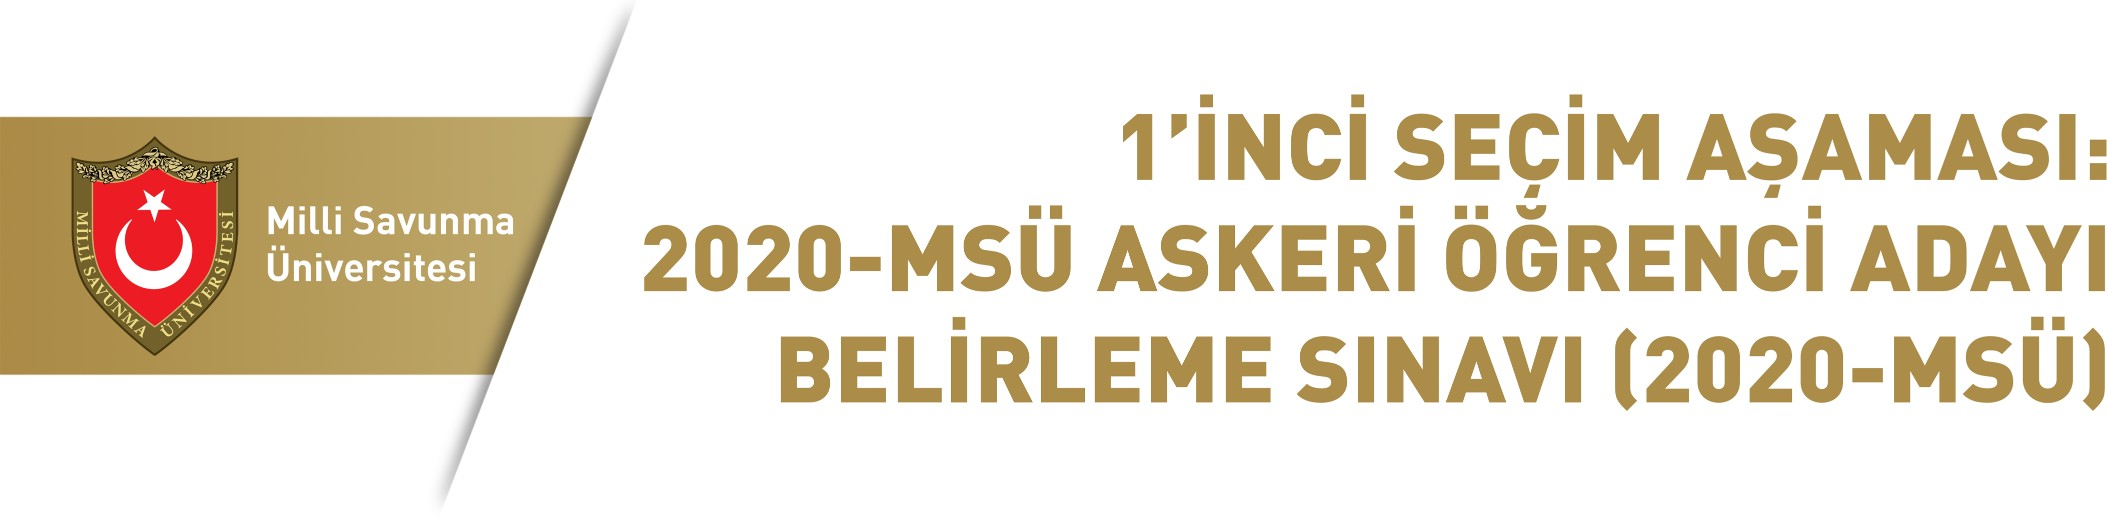 MİLLİ SAVUNMA ÜNİVERSİTESİ
Milli Savunma
Üniversitesi
1’İNCİ SEÇİM AŞAMASI:
2020-MSÜ ASKERİ ÖĞRENCİ ADAYI
BELİRLEME SINAVI (2020-MSÜ)